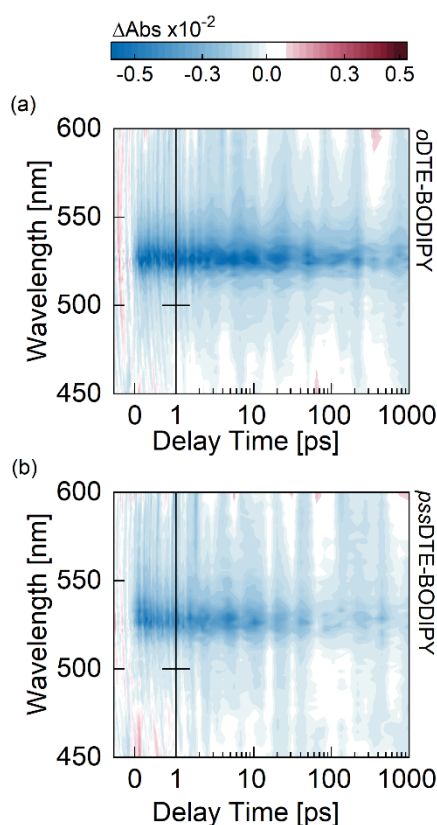 ΔAbs x10⁻²
-0.5 -0.3 0.0 0.3 0.5
(a)
600
550
500
450
Wavelength [nm]
0 1 10 100 1000
Delay Time [ps]
oDTE-BODIPY
(b)
600
550
500
450
Wavelength [nm]
0 1 10 100 1000
Delay Time [ps]
pssDTE-BODIPY